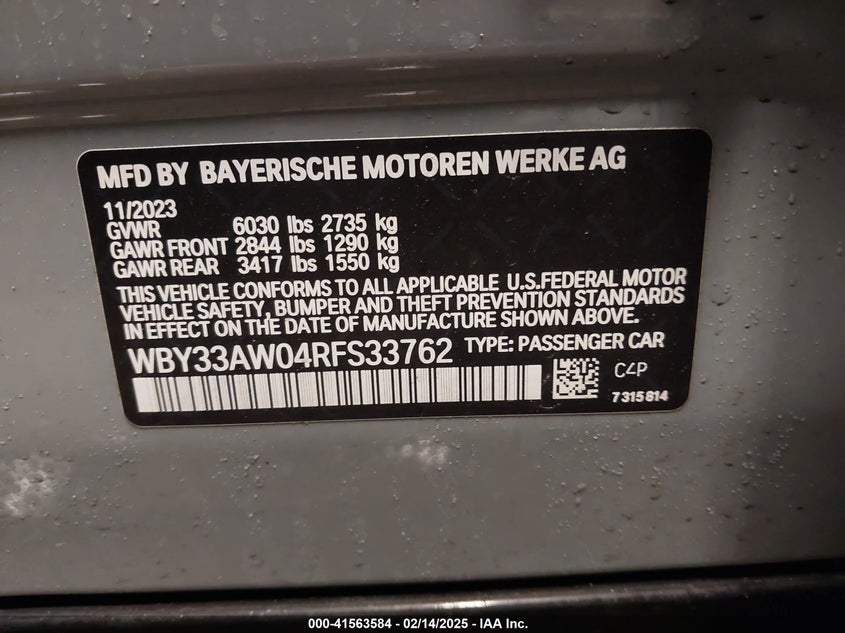 MFD BY BAYERISCHE MOTOREN WERKE AG
11/2023
GVWR 6030 lbs 2735 kg
GAWR FRONT 2844 lbs 1290 kg
GAWR REAR 3417 lbs 1550 kg
THIS VEHICLE CONFORMS TO ALL APPLICABLE U.S.FEDERAL MOTOR
VEHICLE SAFETY, BUMPER AND THEFT PREVENTION STANDARDS
IN EFFECT ON THE DATE OF MANUFACTURE SHOWN ABOVE.
WBY33AW04RFS33762 TYPE: PASSENGER CAR
C4P
7315814
000-41563584 - 02/14/2025 - IAA Inc.